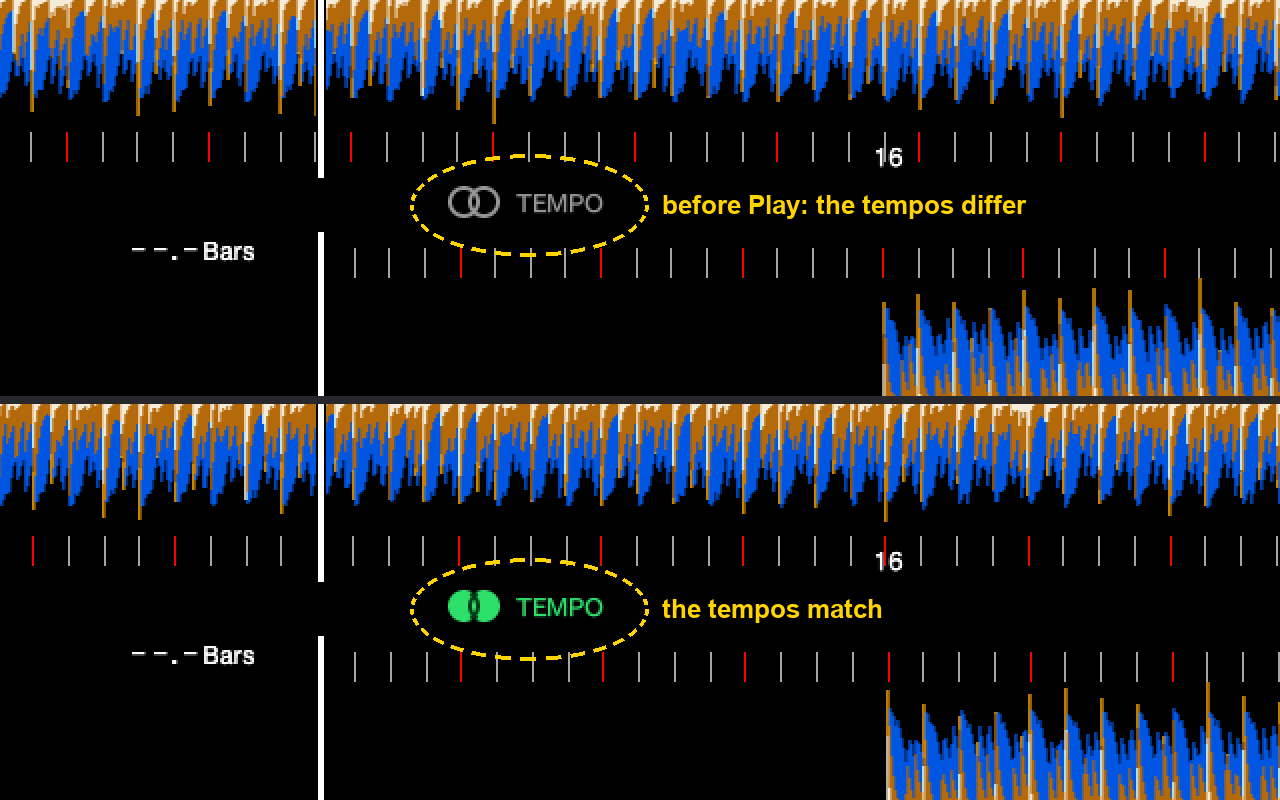 16
TEMPO before Play: the tempos differ
--.-Bars
16
TEMPO the tempos match
--.-Bars